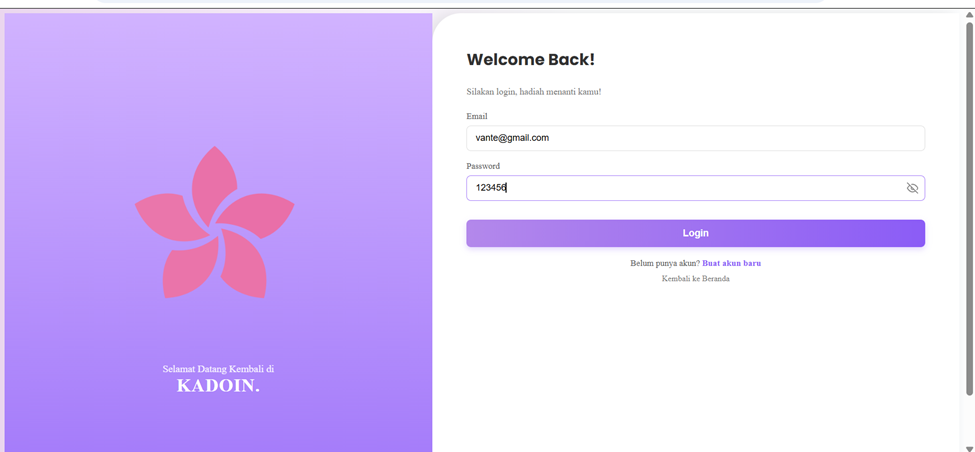 Welcome Back!
Silakan login, hadiah menanti kamu!
Email
vante@gmail.com
Password
123456
Login
Belum punya akun? Buat akun baru
Kembali ke Beranda
Selamat Datang Kembali di
KADOIN.